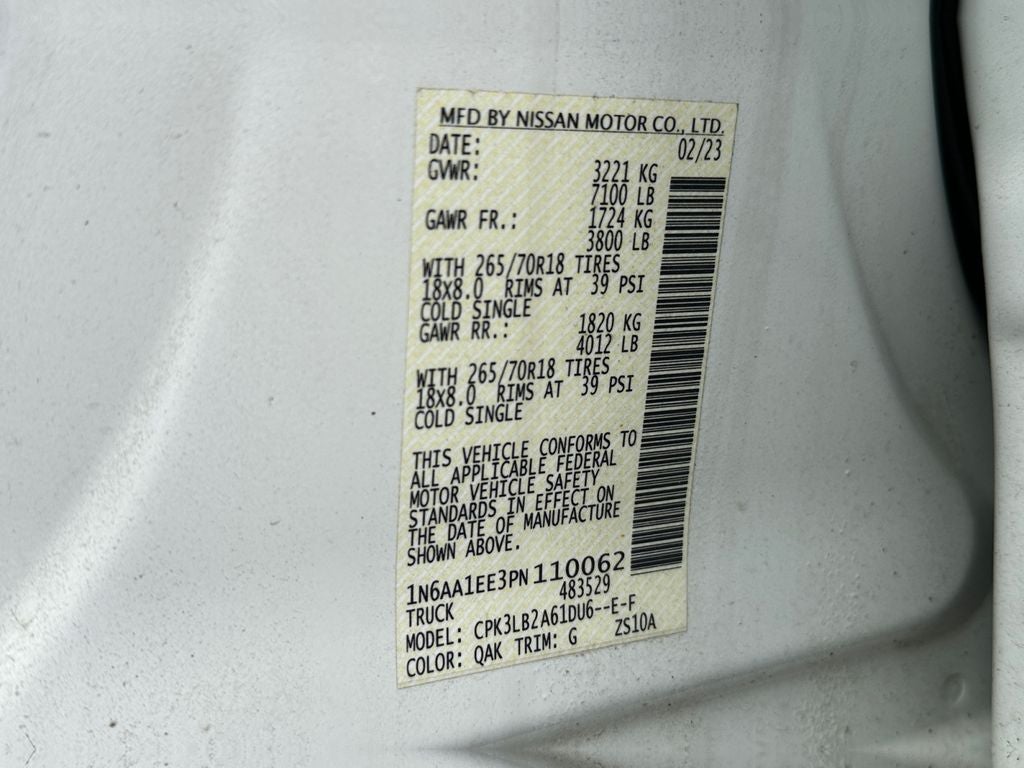 MFD BY NISSAN MOTOR CO., LTD.
DATE: 02/23
GVWR: 3221 KG
7100 LB
GAWR FR.: 1724 KG
3800 LB
WITH 265/70R18 TIRES
18X8.0 RIMS AT 39 PSI
COLD SINGLE
GAWR RR.: 1820 KG
4012 LB
WITH 265/70R18 TIRES
18X8.0 RIMS AT 39 PSI
COLD SINGLE
THIS VEHICLE CONFORMS TO
ALL APPLICABLE FEDERAL
MOTOR VEHICLE SAFETY
STANDARDS IN EFFECT ON
THE DATE OF MANUFACTURE
SHOWN ABOVE.
1N6AA1EE3PN110062
TRUCK 483529
MODEL: CPK3LB2A61DU6--E-F
COLOR: QAK TRIM: G ZS10A